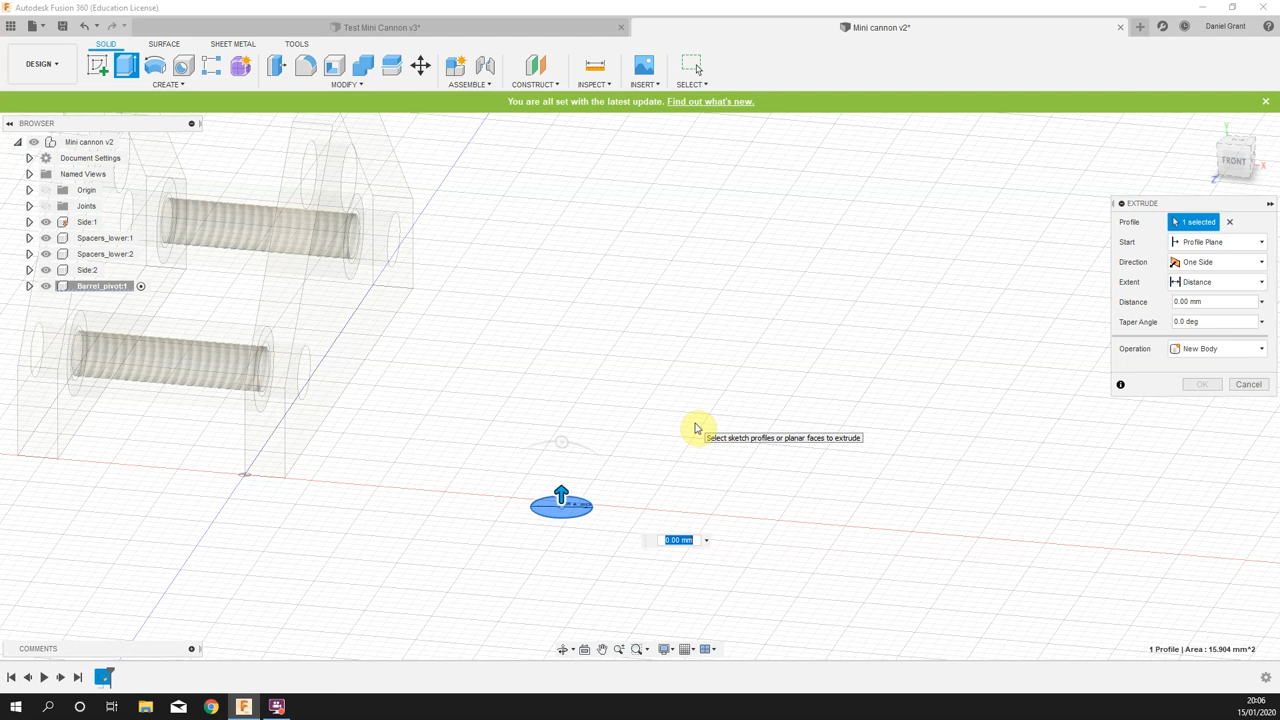 Autodesk Fusion 360 (Education License)
Test Mini Cannon v3*
Mini cannon v2*
Daniel Grant
DESIGN
SOLID SURFACE SHEET METAL TOOLS
CREATE MODIFY ASSEMBLE CONSTRUCT INSPECT INSERT SELECT
You are all set with the latest update. Find out what's new.
BROWSER
Mini cannon v2
Document Settings
Named Views
Origin
Joints
Side:1
Spacers_lower:1
Spacers_lower:2
Side:2
Barrel_pivot:1
FRONT
Y
X
Z
EXTRUDE
Profile 1 selected
Start Profile Plane
Direction One Side
Extent Distance
Distance 0.00 mm
Taper Angle 0.0 deg
Operation New Body
OK Cancel
Select sketch profiles or planar faces to extrude
0.00 mm
COMMENTS
1 Profile | Area : 15.904 mm^2
20:06
15/01/2020